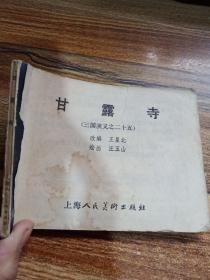 甘露寺
(三国演义之二十五)
改编 王星北
绘画 汪玉山
上海人民美術出版社